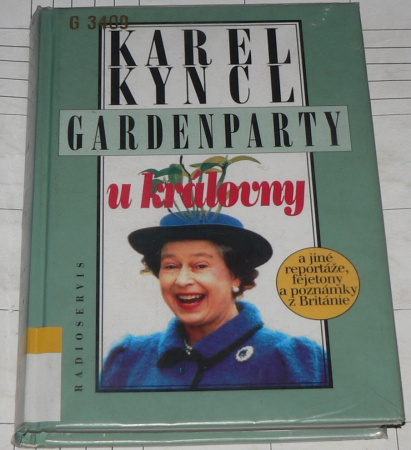 G 3409
KAREL
KYNCL
GARDENPARTY
u královny
a jiné
reportáže,
fejetony
a poznámky
z Británie
RADIOSERVIS